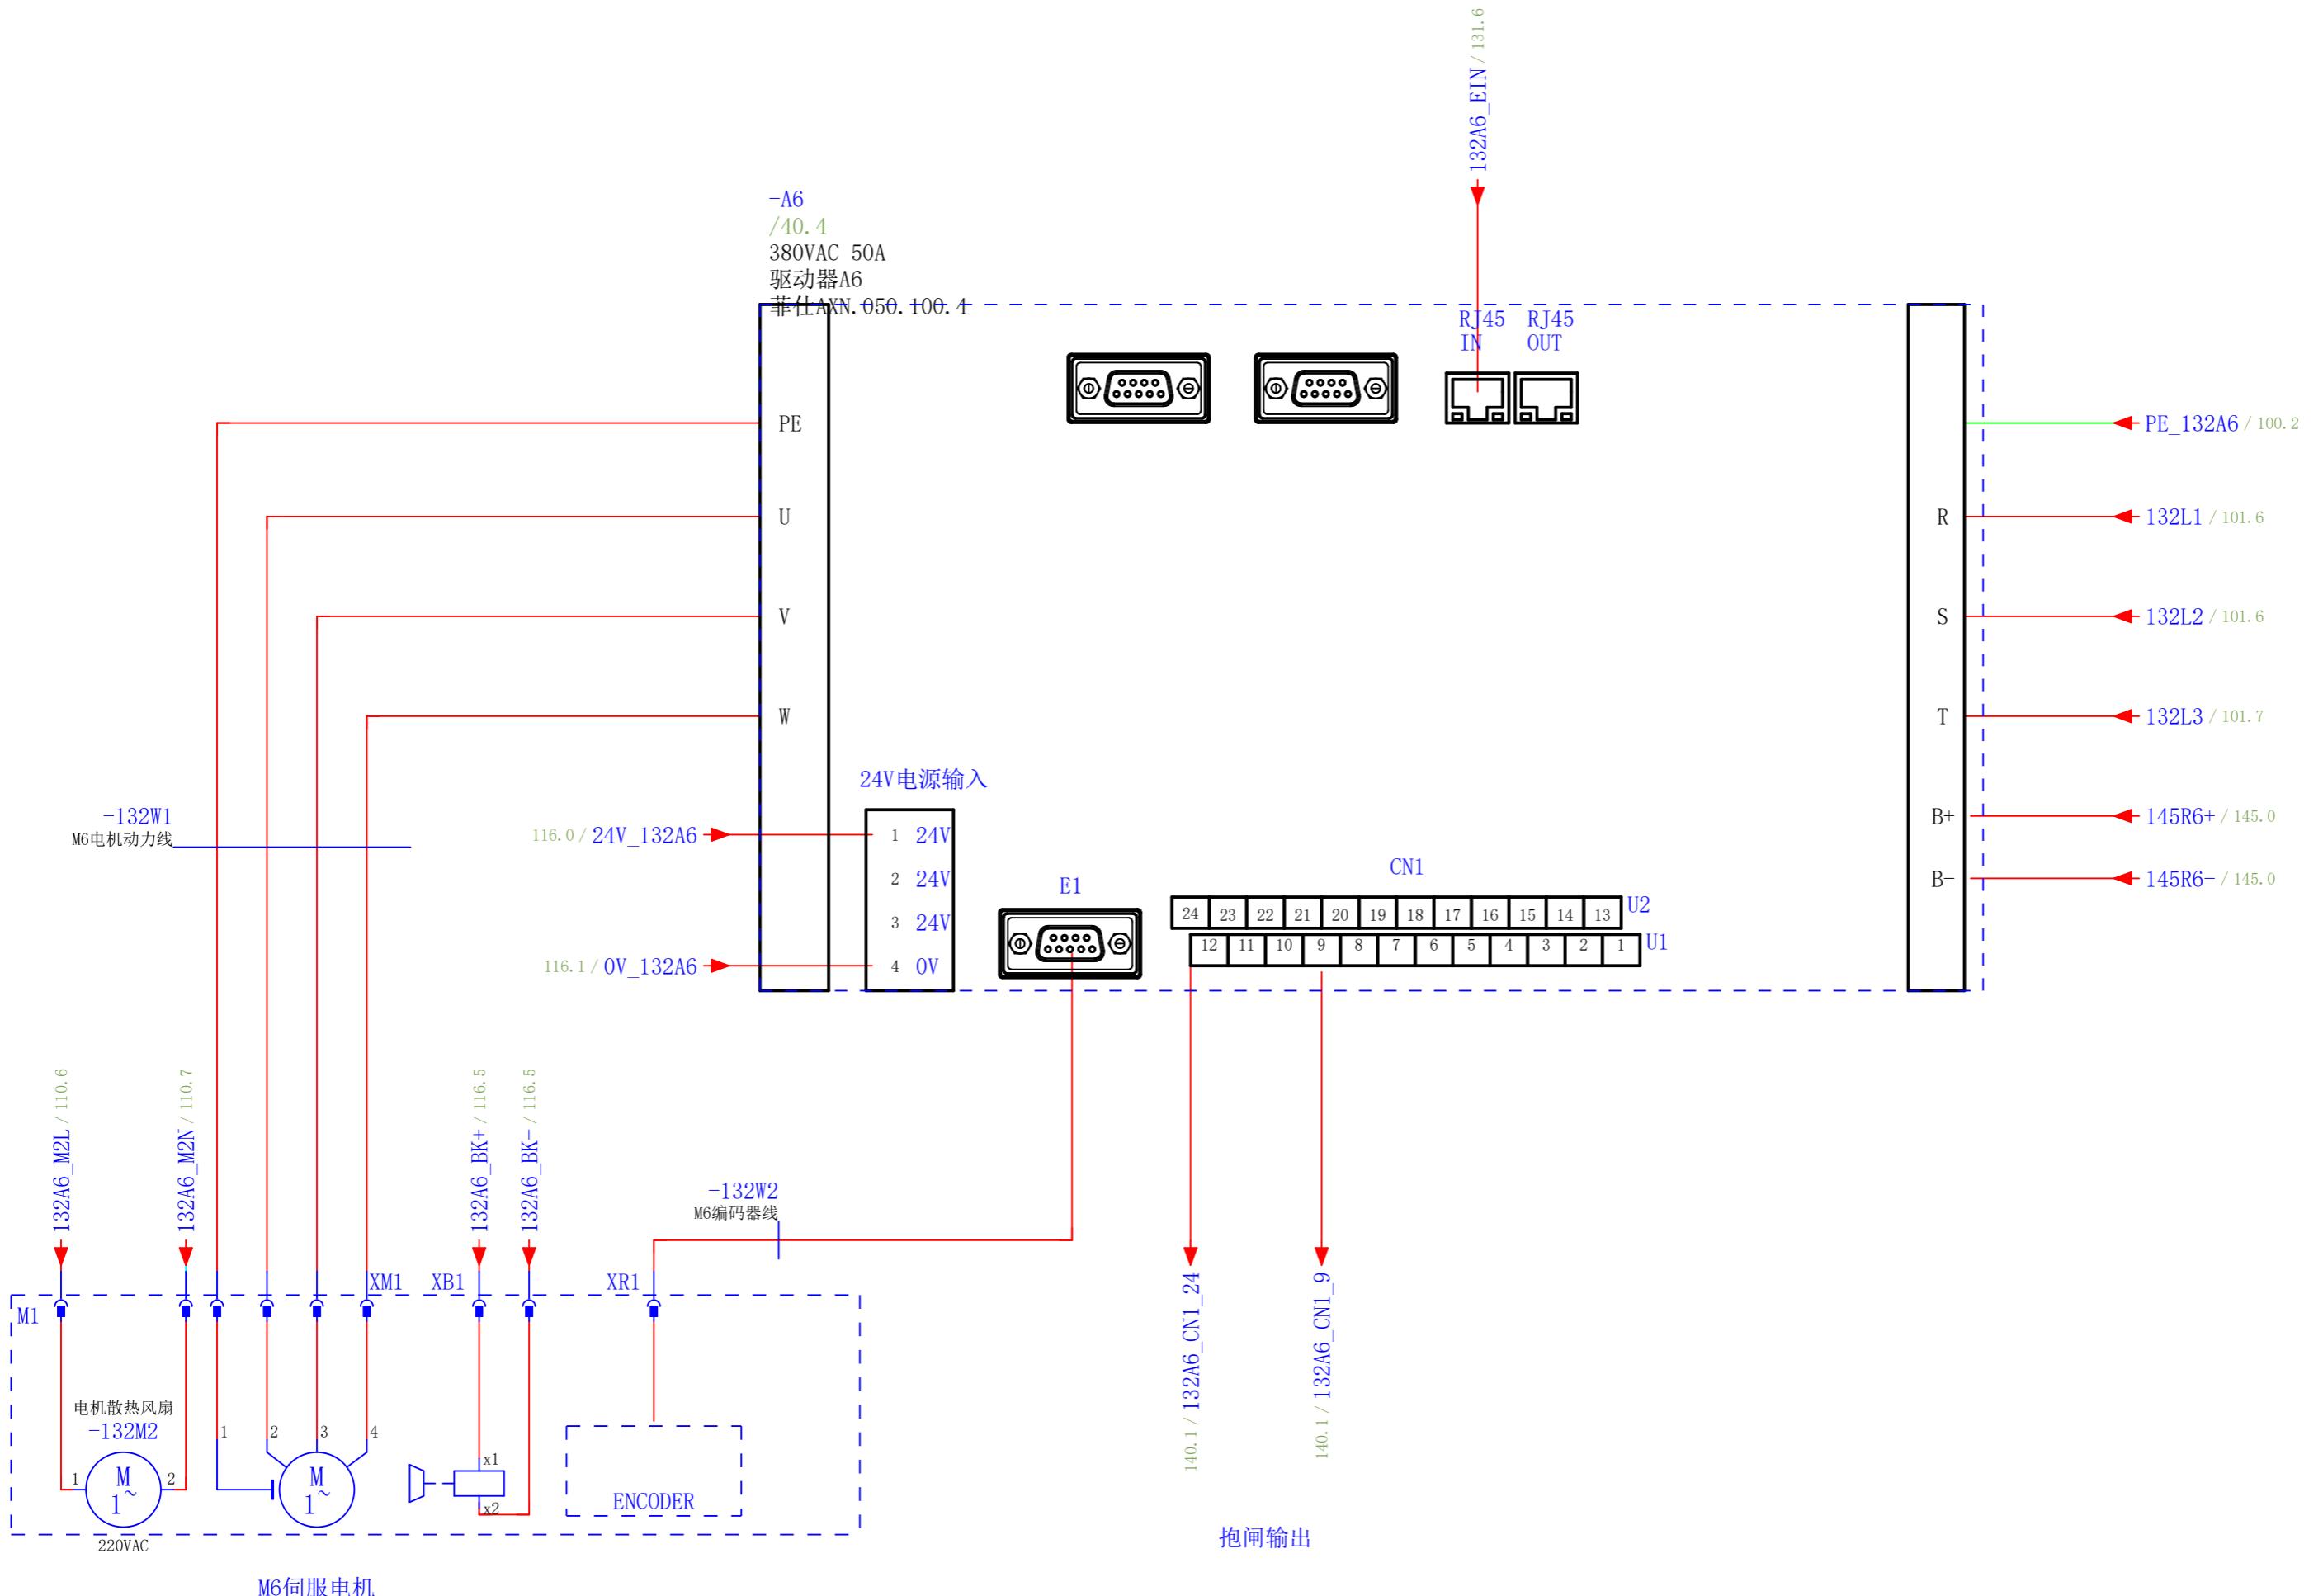 132A6_EIN / 131.6
-A6
/40.4
380VAC 50A
驱动器A6
菲仕AXN.050.100.4
RJ45 RJ45
IN OUT
PE
PE_132A6 / 100.2
U
R
132L1 / 101.6
V
S
132L2 / 101.6
W
T
132L3 / 101.7
24V电源输入
-132W1
M6电机动力线
B+
145R6+ / 145.0
116.0 / 24V_132A6
1 24V
2 24V
3 24V
116.1 / 0V_132A6
4 0V
B-
145R6- / 145.0
E1
CN1
24 23 22 21 20 19 18 17 16 15 14 13 U2
12 11 10 9 8 7 6 5 4 3 2 1 U1
132A6_M2L / 110.6
132A6_M2N / 110.7
132A6_BK+ / 116.5
132A6_BK- / 116.5
-132W2
M6编码器线
XM1
XB1
XR1
M1
140.1 / 132A6_CN1_24
140.1 / 132A6_CN1_9
电机散热风扇
-132M2
1 2 3 4
1 M 2
1~
M
1~
x1
x2
ENCODER
220VAC
抱闸输出
M6伺服电机